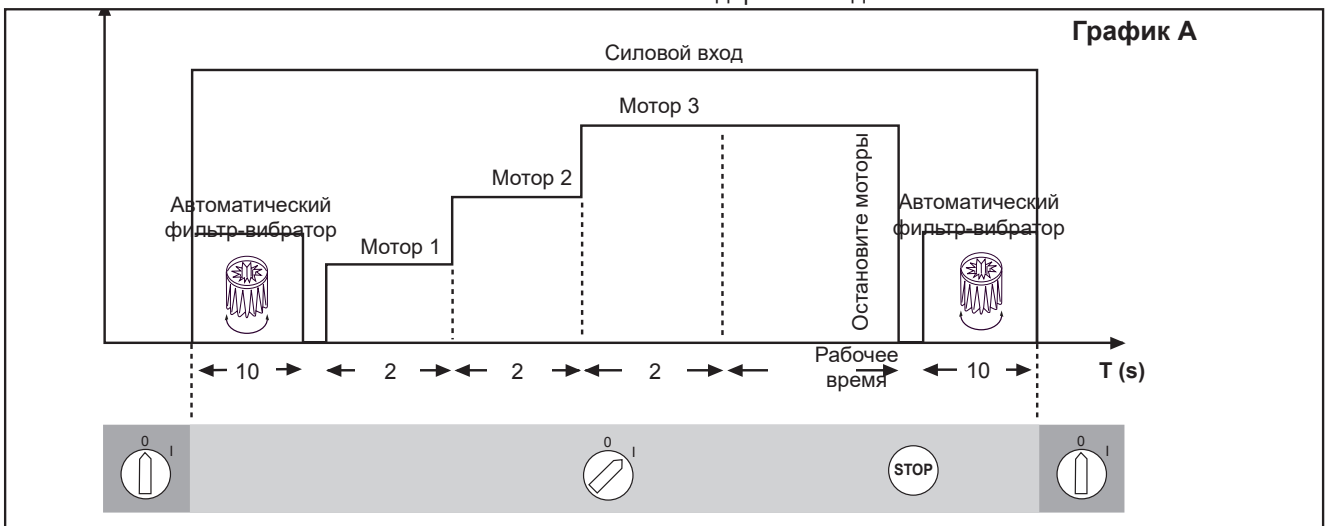 График А
Силовой вход
Мотор 3
Мотор 2
Автоматический
фильтр-вибратор
Мотор 1
Остановите моторы
Автоматический
фильтр-вибратор
10
2
2
2
Рабочее
время
10
T (s)
0
I
0
I
STOP
0
I